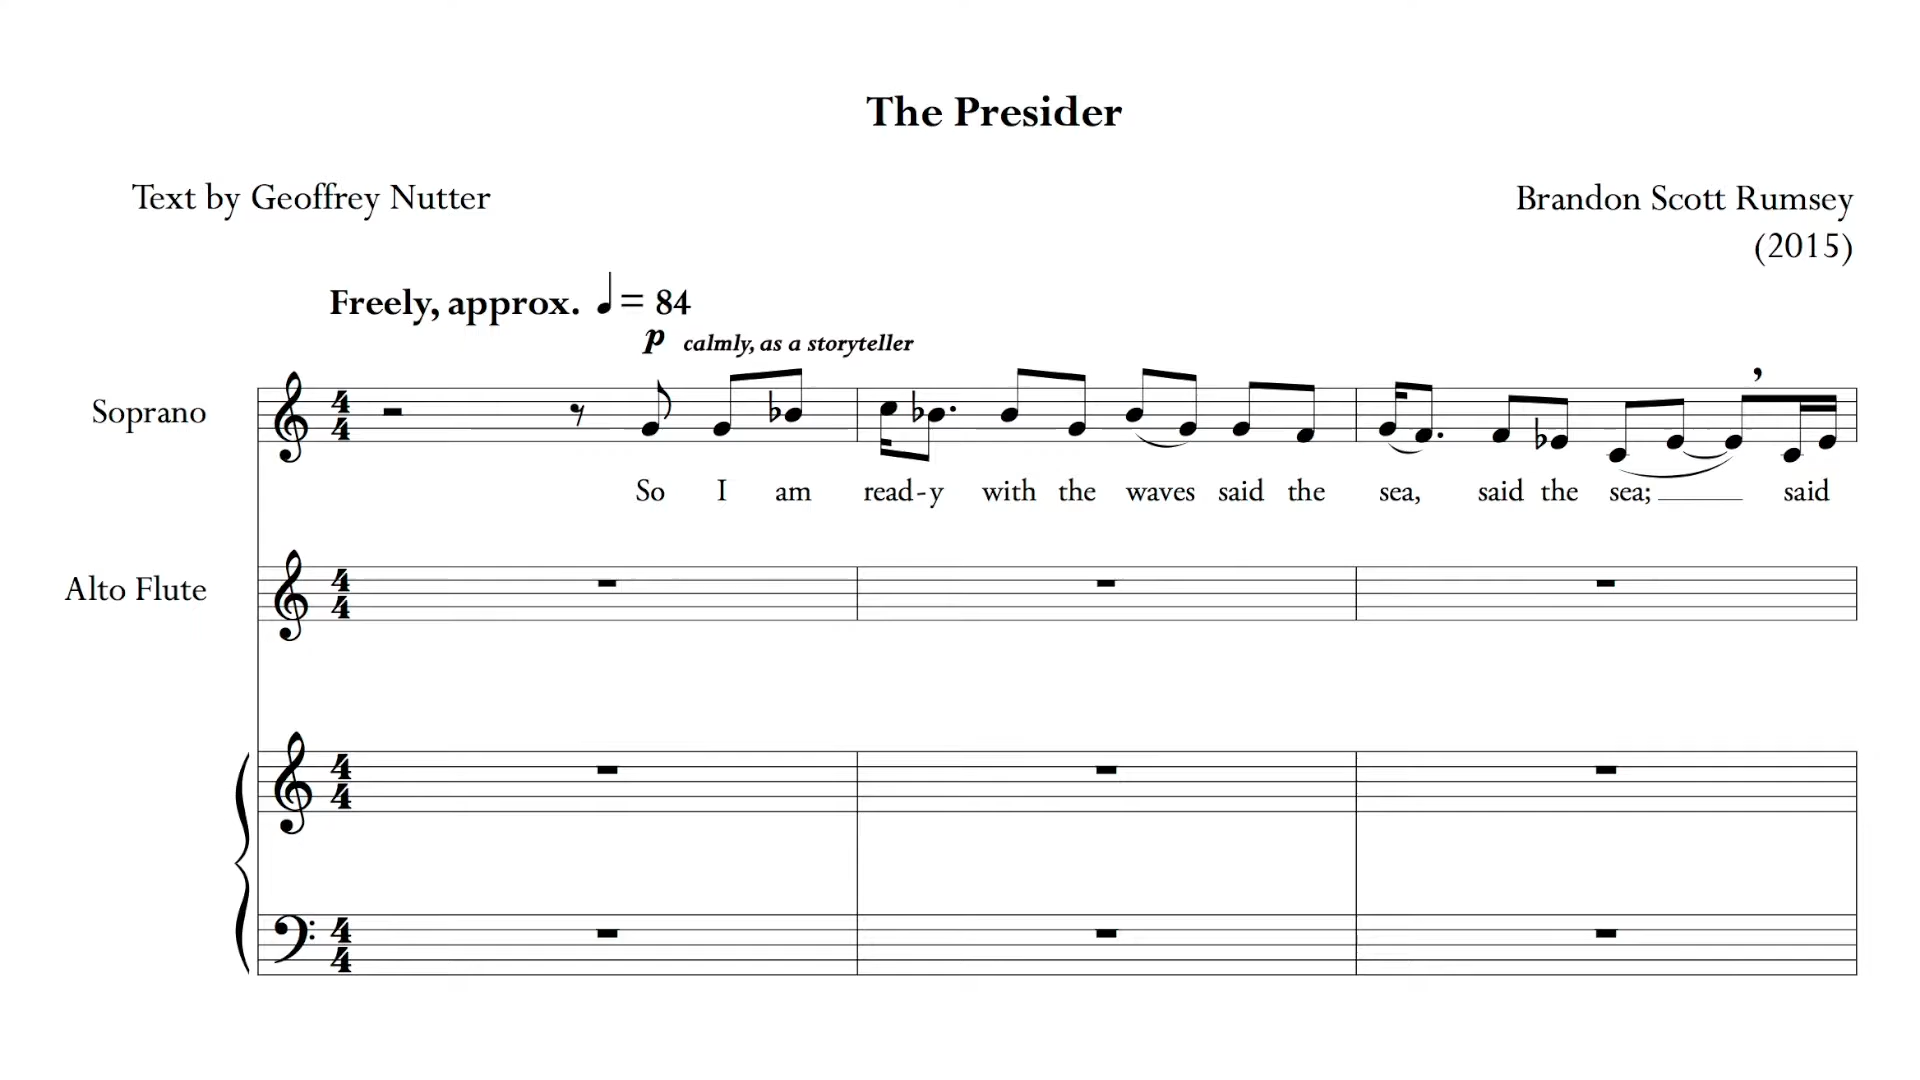 The Presider
Text by Geoffrey Nutter
Brandon Scott Rumsey
(2015)
Freely, approx. ♩= 84
p calmly, as a storyteller
Soprano
So I am read-y with the waves said the sea, said the sea; said
Alto Flute